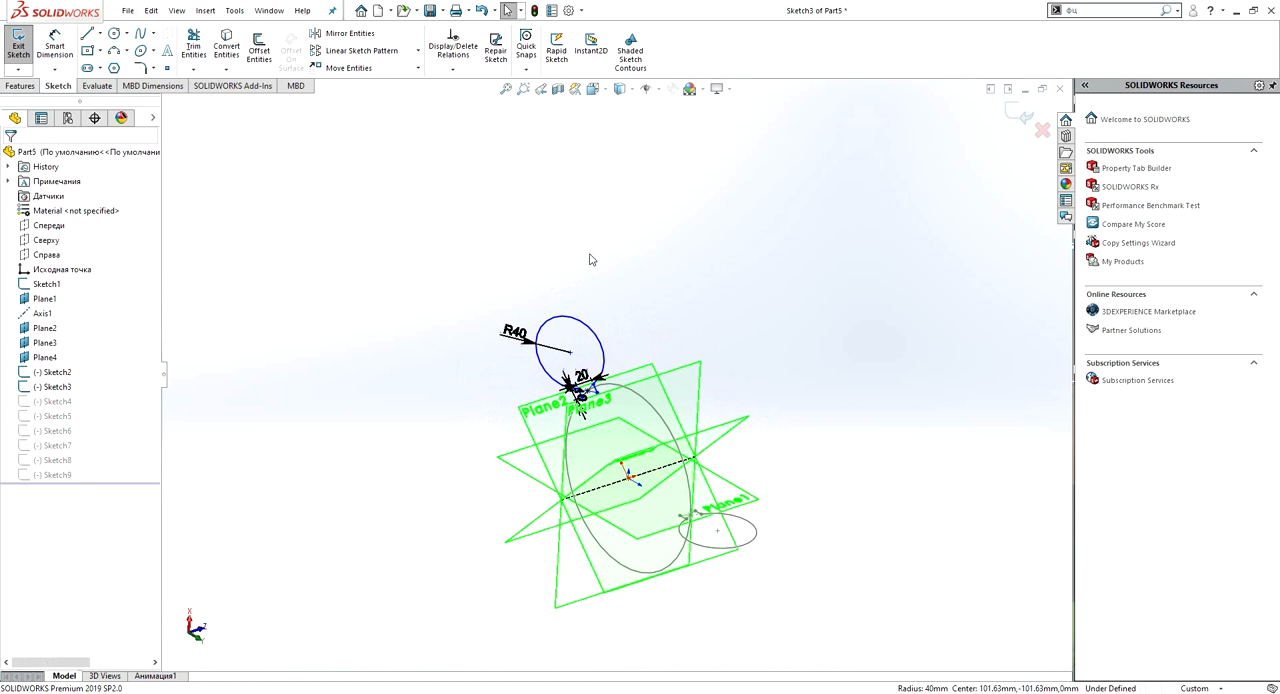 SOLIDWORKS
File Edit View Insert Tools Window Help
Sketch3 of Part5 *
фц
?
Exit Sketch
Smart Dimension
Trim Entities
Convert Entities
Offset Entities
Offset On Surface
Mirror Entities
Linear Sketch Pattern
Move Entities
Display/Delete Relations
Repair Sketch
Quick Snaps
Rapid Sketch
Instant2D
Shaded Sketch Contours
Features Sketch Evaluate MBD Dimensions SOLIDWORKS Add-Ins MBD
Part5 (По умолчанию<<По умолчани
History
Примечания
Датчики
Material <not specified>
Спереди
Сверху
Справа
Исходная точка
Sketch1
Plane1
Axis1
Plane2
Plane3
Plane4
(-) Sketch2
(-) Sketch3
(-) Sketch4
(-) Sketch5
(-) Sketch6
(-) Sketch7
(-) Sketch8
(-) Sketch9
R40
20
Plane2
Plane3
Plane1
X
Z
Y
SOLIDWORKS Resources
Welcome to SOLIDWORKS
SOLIDWORKS Tools
Property Tab Builder
SOLIDWORKS Rx
Performance Benchmark Test
Compare My Score
Copy Settings Wizard
My Products
Online Resources
3DEXPERIENCE Marketplace
Partner Solutions
Subscription Services
Subscription Services
Model 3D Views Анимация1
SOLIDWORKS Premium 2019 SP2.0
Radius: 40mm Center: 101.63mm,-101.63mm,0mm Under Defined Custom